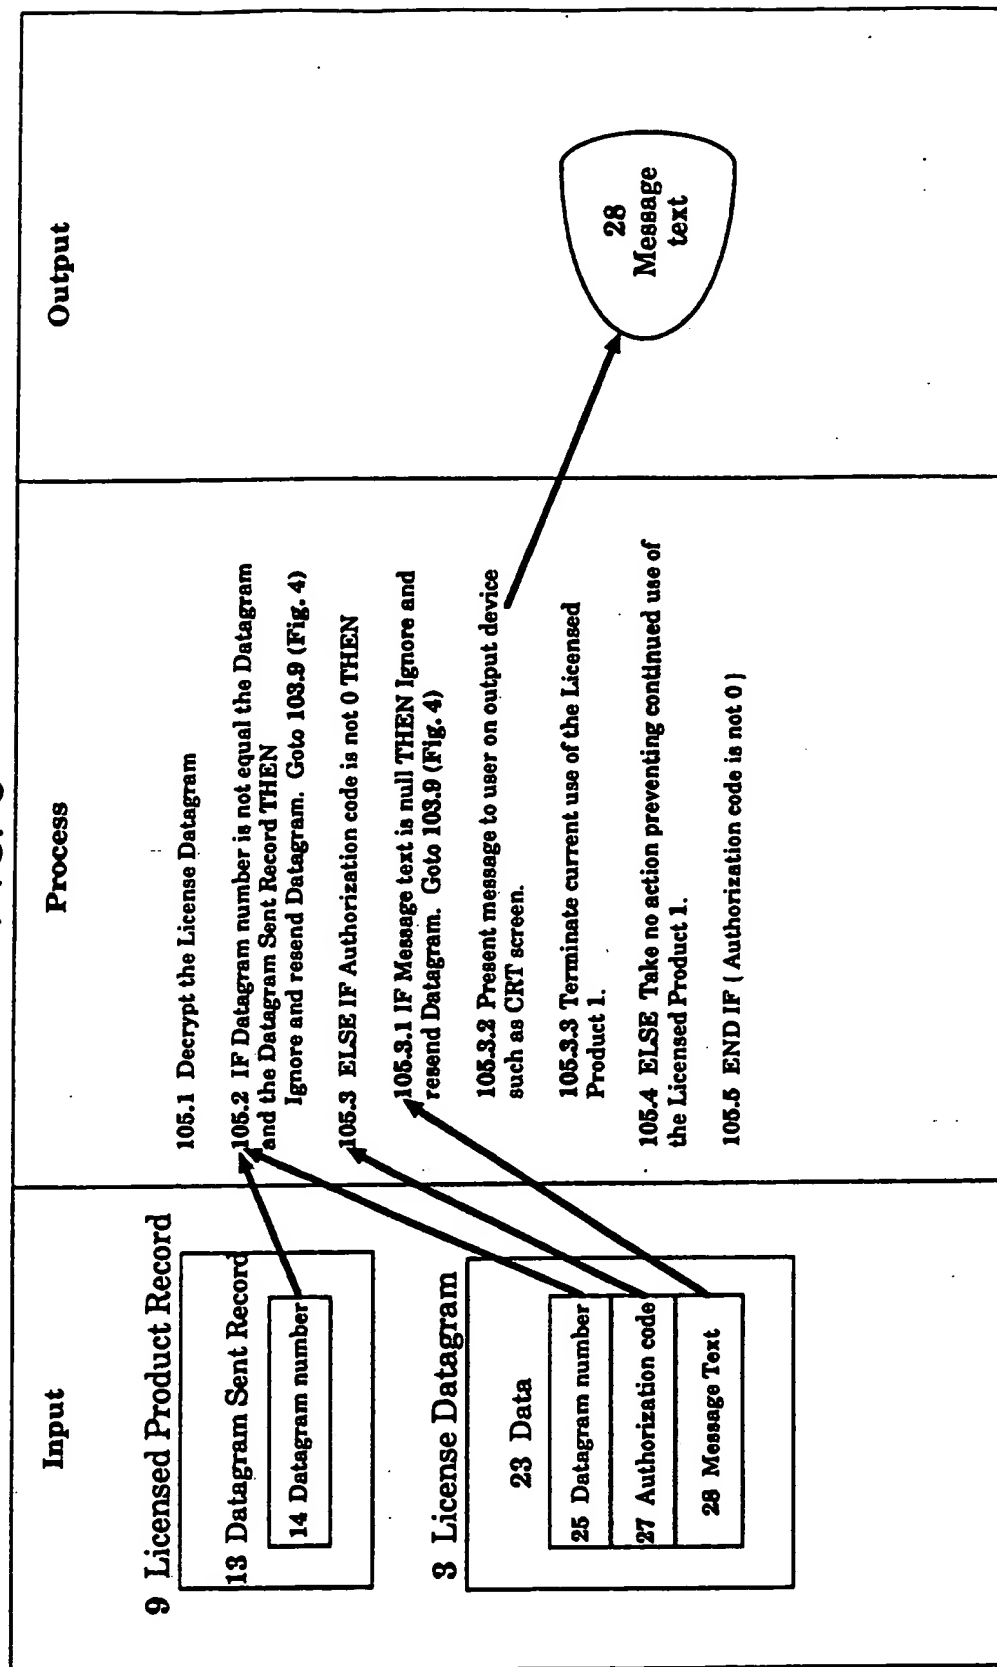 Input
Process
Output
9 Licensed Product Record
13 Datagram Sent Record
14 Datagram number
3 License Datagram
23 Data
25 Datagram number
27 Authorization code
28 Message Text
105.1 Decrypt the License Datagram
105.2 IF Datagram number is not equal the Datagram
and the Datagram Sent Record THEN
Ignore and resend Datagram. Goto 103.9 (Fig. 4)
105.3 ELSE IF Authorization code is not 0 THEN
105.3.1 IF Message text is null THEN Ignore and
resend Datagram. Goto 103.9 (Fig. 4)
105.3.2 Present message to user on output device
such as CRT screen.
105.3.3 Terminate current use of the Licensed
Product 1.
105.4 ELSE Take no action preventing continued use of
the Licensed Product 1.
105.5 END IF ( Authorization code is not 0 )
28
Message
text